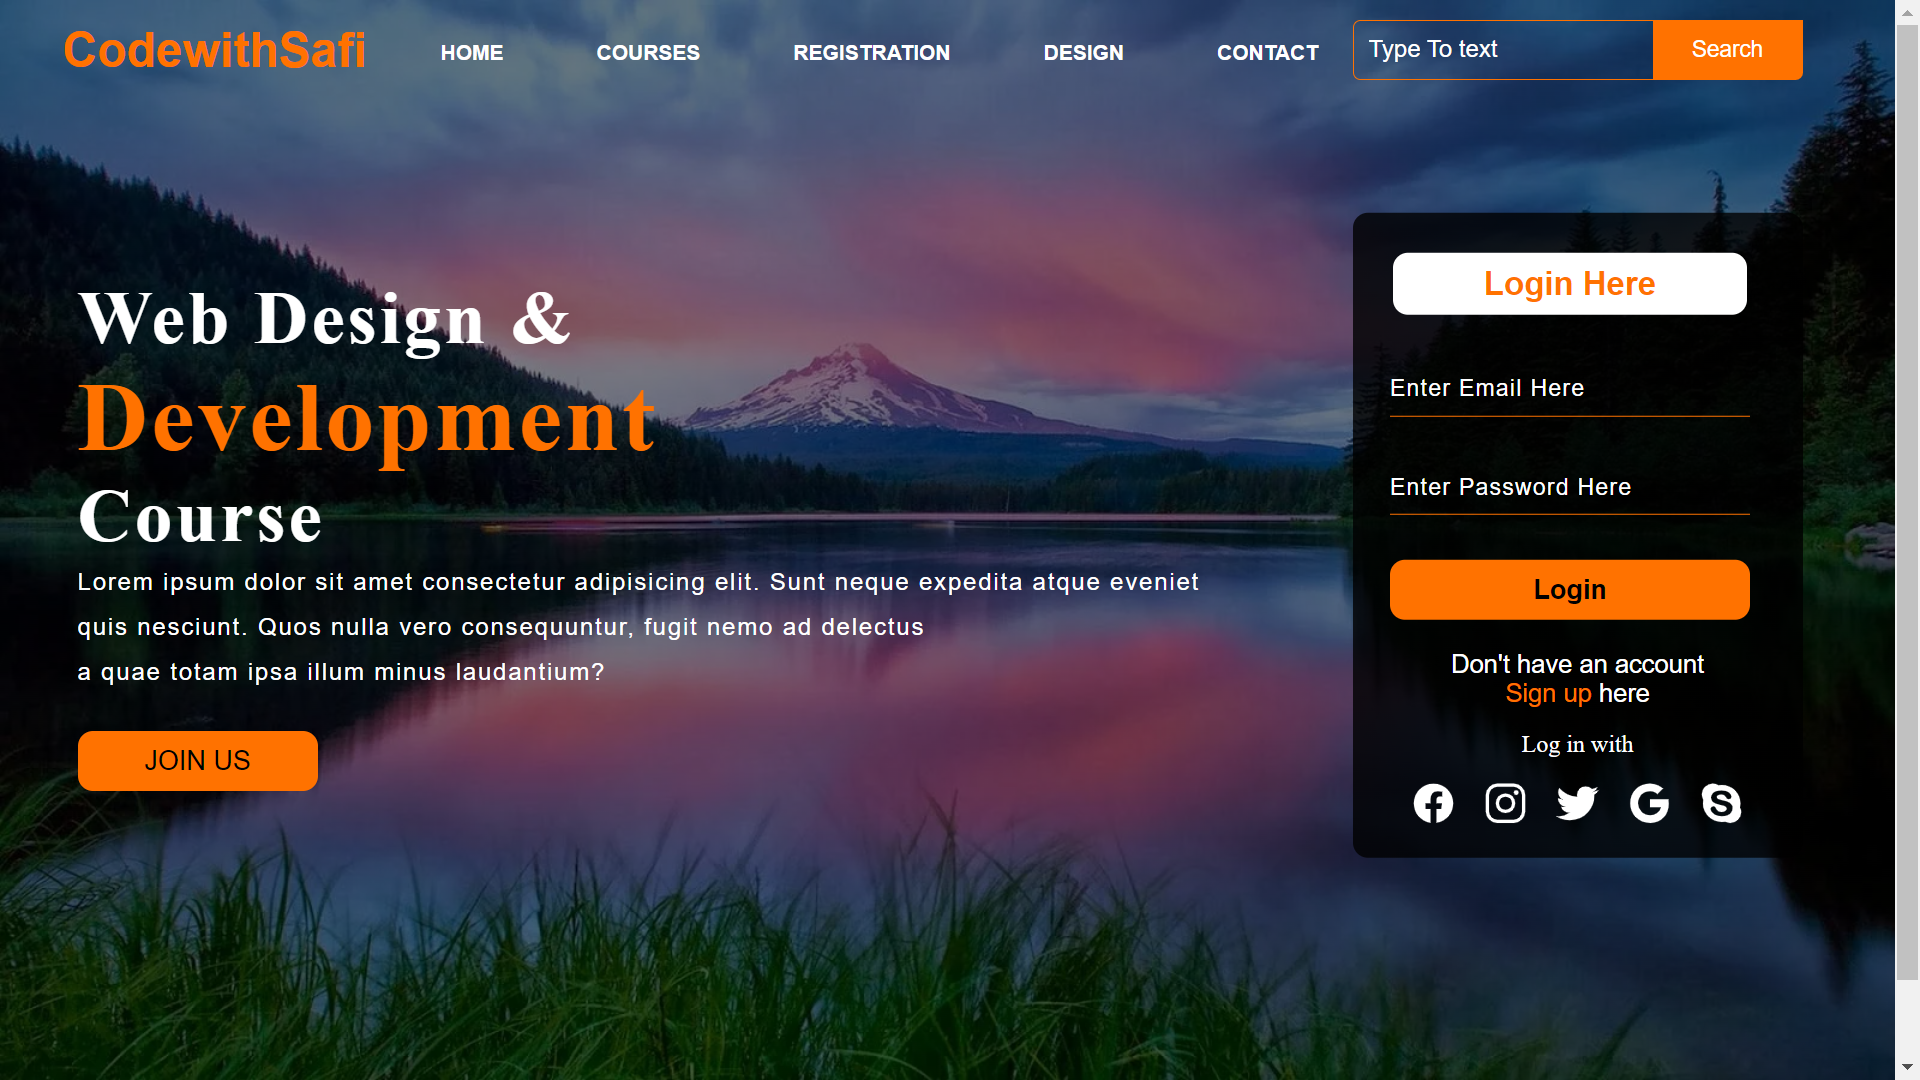 CodewithSafi
HOME
COURSES
REGISTRATION
DESIGN
CONTACT
Type To text
Search
Web Design &
Development
Course
Lorem ipsum dolor sit amet consectetur adipisicing elit. Sunt neque expedita atque eveniet
quis nesciunt. Quos nulla vero consequuntur, fugit nemo ad delectus
a quae totam ipsa illum minus laudantium?
JOIN US
Login Here
Enter Email Here
Enter Password Here
Login
Don't have an account
Sign up here
Log in with